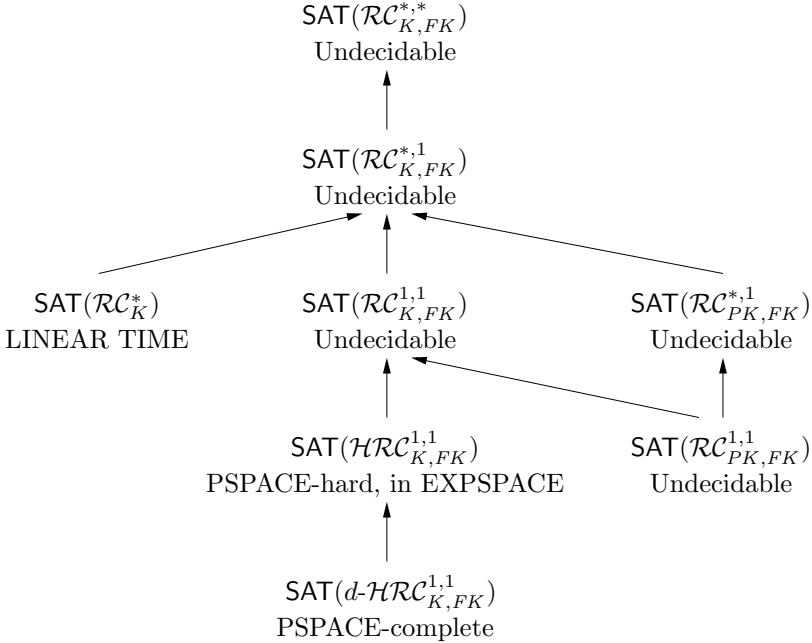 SAT(RC^{*,*}_{K,FK})
Undecidable
SAT(RC^{*,1}_{K,FK})
Undecidable
SAT(RC^{*}_{K})
LINEAR TIME
SAT(RC^{1,1}_{K,FK})
Undecidable
SAT(RC^{*,1}_{PK,FK})
Undecidable
SAT(HRC^{1,1}_{K,FK})
PSPACE-hard, in EXPSPACE
SAT(RC^{1,1}_{PK,FK})
Undecidable
SAT(d-HRC^{1,1}_{K,FK})
PSPACE-complete